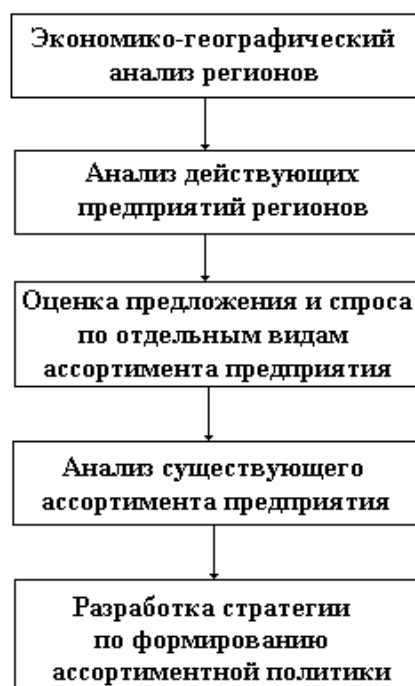 Экономико-географический
анализ регионов
Анализ действующих
предприятий регионов
Оценка предложения и спроса
по отдельным видам
ассортимента предприятия
Анализ существующего
ассортимента предприятия
Разработка стратегии
по формированию
ассортиментной политики